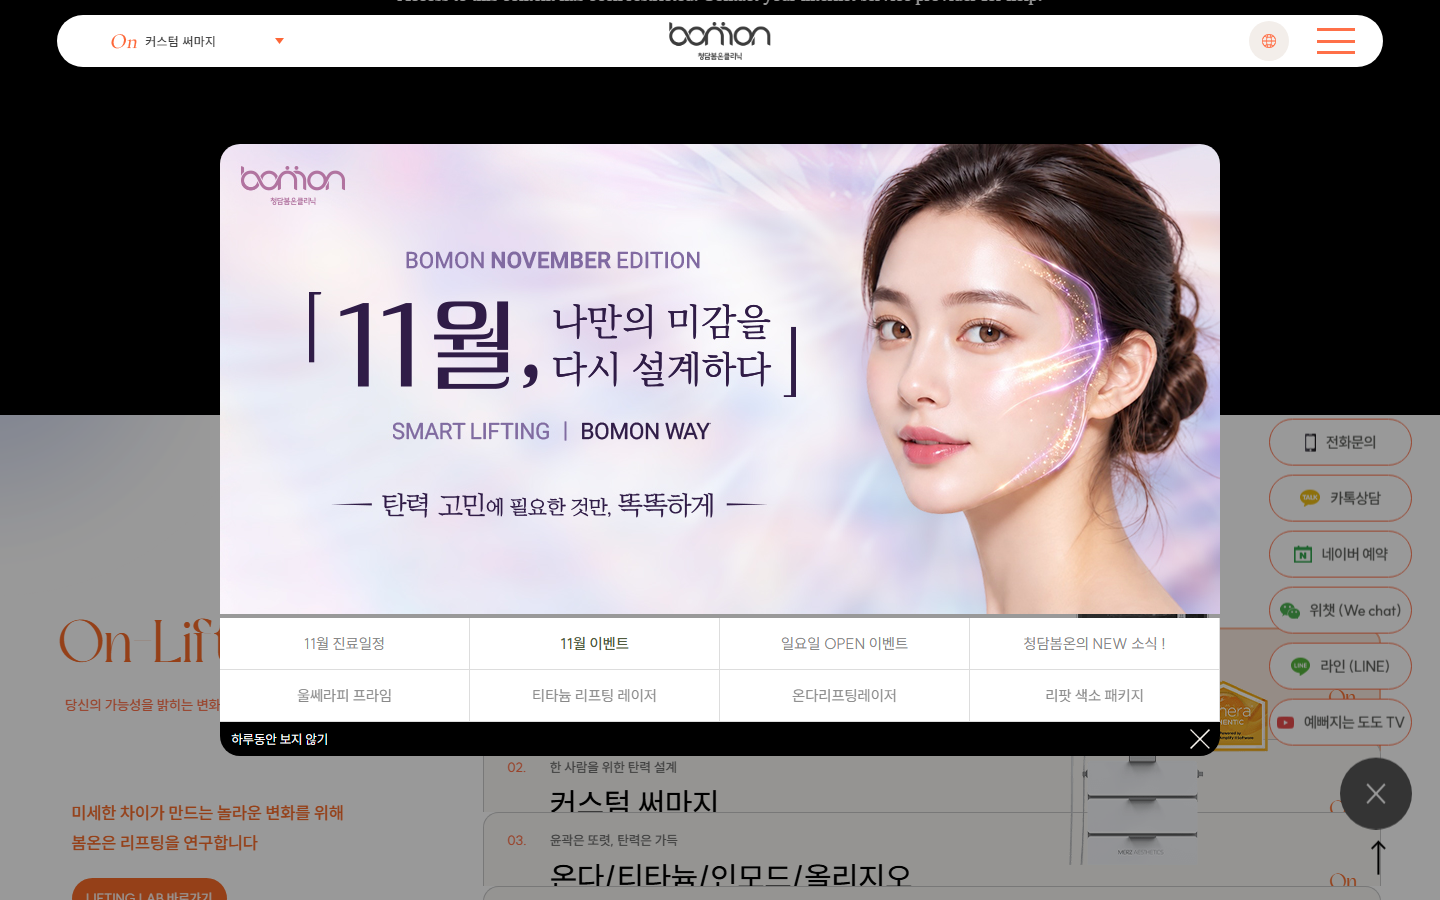 On 커스텀 써마지
bomon
청담봄온클리닉
bomon
청담봄온클리닉
BOMON NOVEMBER EDITION
「11월, 나만의 미감을
다시 설계하다」
SMART LIFTING | BOMON WAY
탄력 고민에 필요한 것만, 똑똑하게
11월 진료일정
11월 이벤트
일요일 OPEN 이벤트
청담봄온의 NEW 소식 !
울쎄라피 프라임
티타늄 리프팅 레이저
온다리프팅레이저
리팟 색소 패키지
하루동안 보지 않기
전화문의
TALK 카톡상담
N 네이버 예약
위챗 (We chat)
LINE 라인 (LINE)
예뻐지는 도도 TV
On-Lift
당신의 가능성을 밝히는 변화
미세한 차이가 만드는 놀라운 변화를 위해
봄온은 리프팅을 연구합니다
LIFTING LAB 바로가기
02. 한 사람을 위한 탄력 설계
커스텀 써마지
03. 윤곽은 또렷, 탄력은 가득
온다/티타늄/인모드/올리지오
On
On